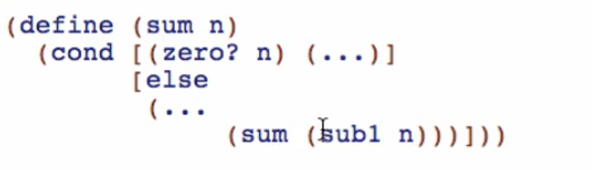 (define (sum n)
(cond [(zero? n) (...)]
[else
(...
(sum (sub1 n)))]))